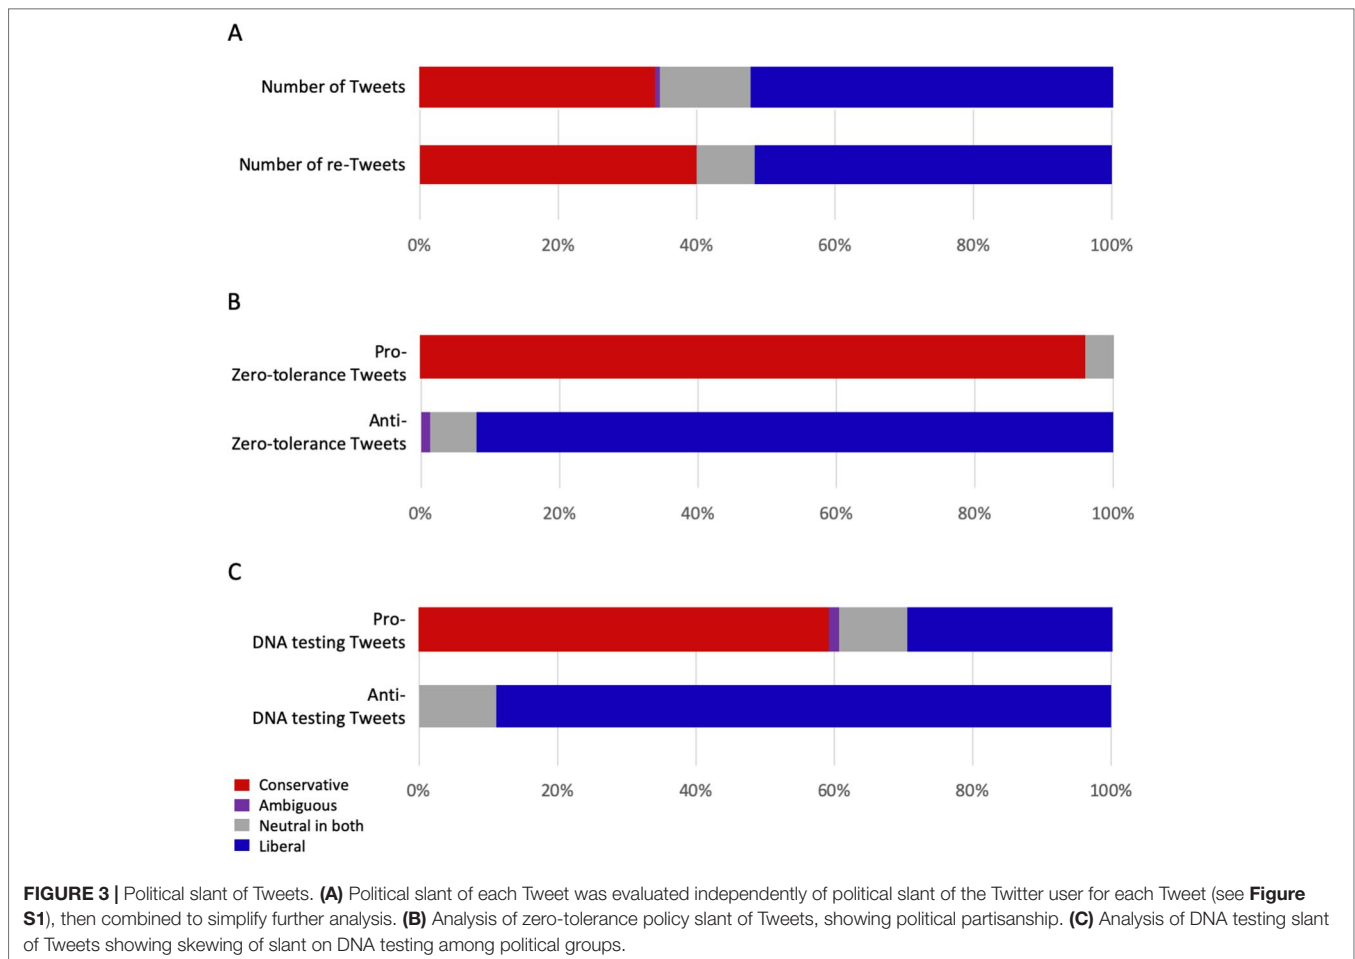 A
Number of Tweets
Number of re-Tweets
0% 20% 40% 60% 80% 100%
B
Pro-
Zero-tolerance Tweets
Anti-
Zero-tolerance Tweets
0% 20% 40% 60% 80% 100%
C
Pro-
DNA testing Tweets
Anti-
DNA testing Tweets
0% 20% 40% 60% 80% 100%
Conservative
Ambiguous
Neutral in both
Liberal
FIGURE 3 | Political slant of Tweets. (A) Political slant of each Tweet was evaluated independently of political slant of the Twitter user for each Tweet (see Figure
S1), then combined to simplify further analysis. (B) Analysis of zero-tolerance policy slant of Tweets, showing political partisanship. (C) Analysis of DNA testing slant
of Tweets showing skewing of slant on DNA testing among political groups.